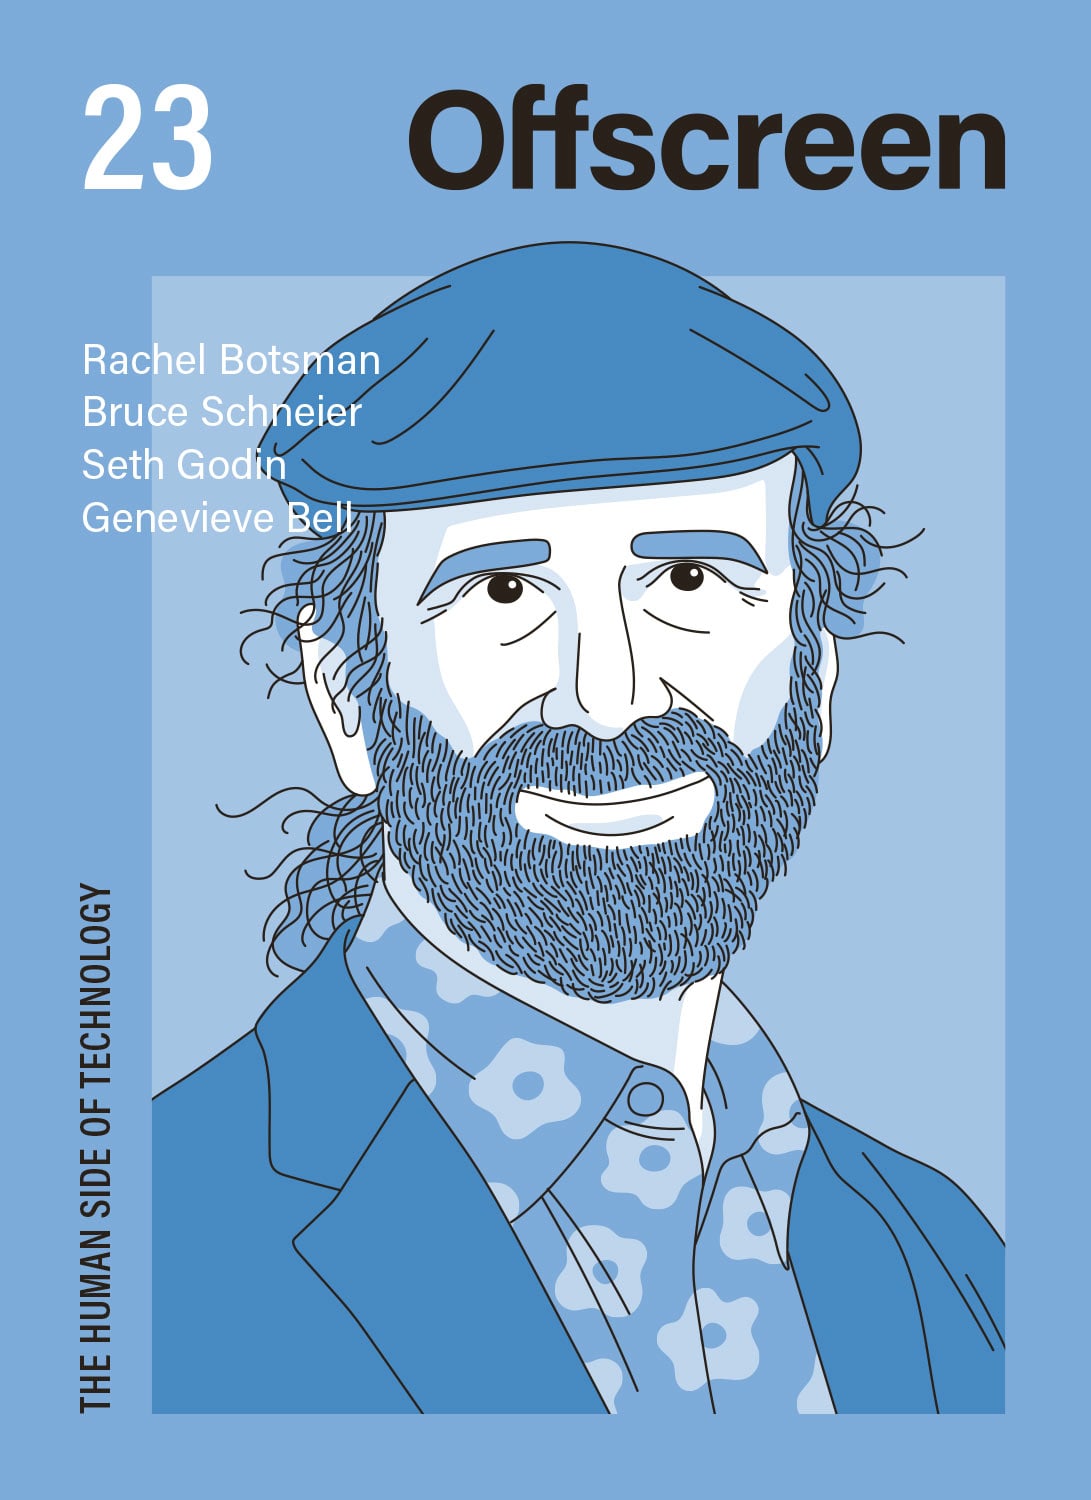 23
Offscreen
Rachel Botsman
Bruce Schneier
Seth Godin
Genevieve Bell
THE HUMAN SIDE OF TECHNOLOGY